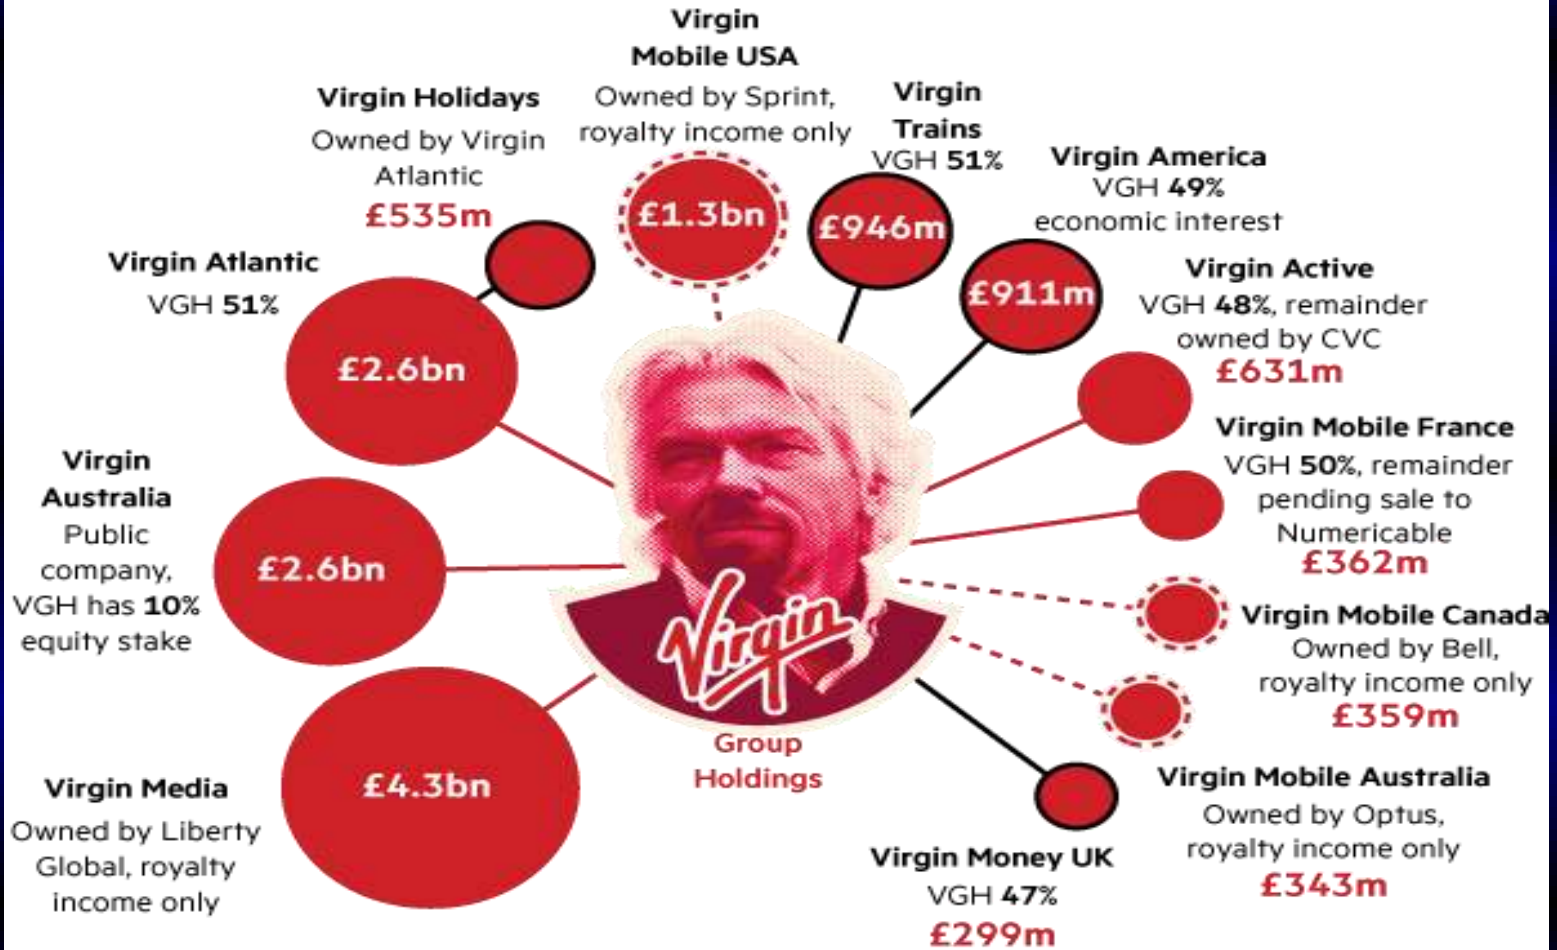 Virgin
Mobile USA
Owned by Sprint,
royalty income only
£1.3bn
Virgin Holidays
Owned by Virgin
Atlantic
£535m
Virgin
Trains
VGH 51%
£946m
Virgin America
VGH 49%
economic interest
£911m
Virgin Atlantic
VGH 51%
£2.6bn
Virgin Active
VGH 48%, remainder
owned by CVC
£631m
Virgin Mobile France
VGH 50%, remainder
pending sale to
Numericable
£362m
Virgin
Australia
Public
company,
VGH has 10%
equity stake
£2.6bn
Virgin Mobile Canada
Owned by Bell,
royalty income only
£359m
Virgin
Group
Holdings
Virgin Media
Owned by Liberty
Global, royalty
income only
£4.3bn
Virgin Mobile Australia
Owned by Optus,
royalty income only
£343m
Virgin Money UK
VGH 47%
£299m